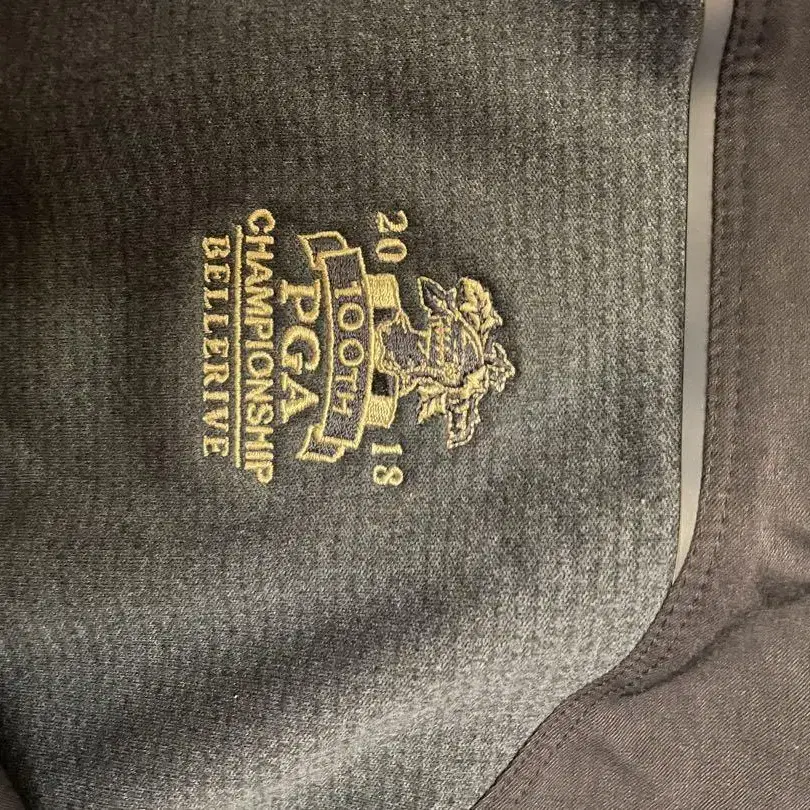 20 18
100TH
PGA
CHAMPIONSHIP
BELLERIVE